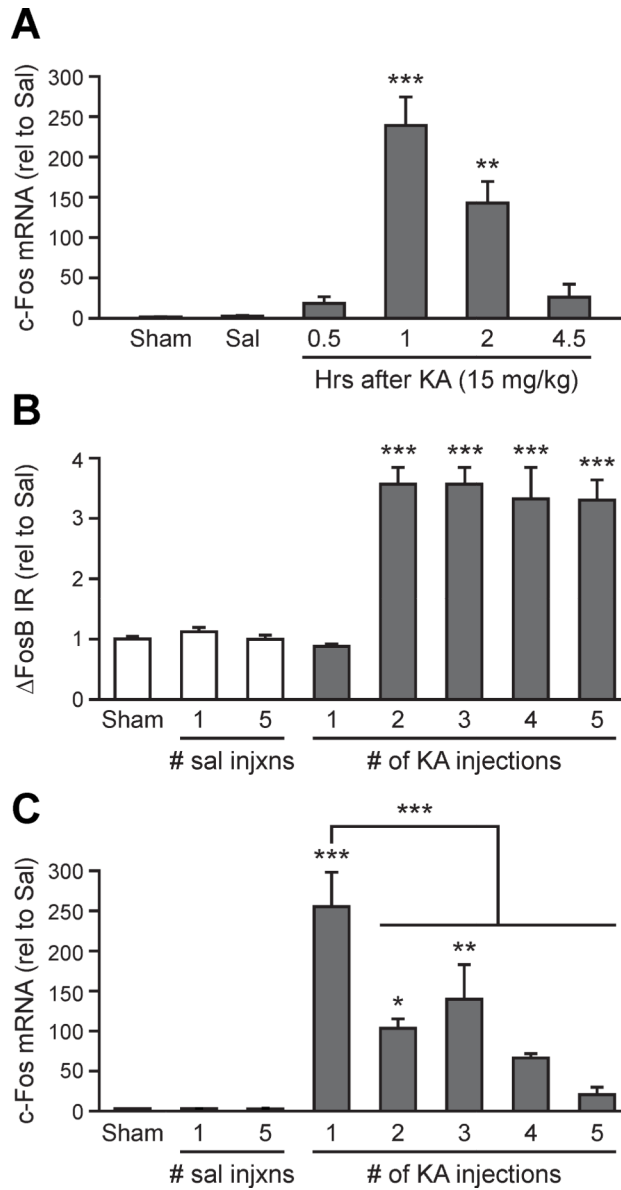 A
c-Fos mRNA (rel to Sal)
300
250
200
150
100
50
0
***
**
Sham Sal 0.5 1 2 4.5
Hrs after KA (15 mg/kg)
B
ΔFosB IR (rel to Sal)
4
3
2
1
0
*** *** *** ***
Sham 1 5 1 2 3 4 5
# sal injxns # of KA injections
C
c-Fos mRNA (rel to Sal)
300
250
200
150
100
50
0
***
***
**
*
Sham 1 5 1 2 3 4 5
# sal injxns # of KA injections